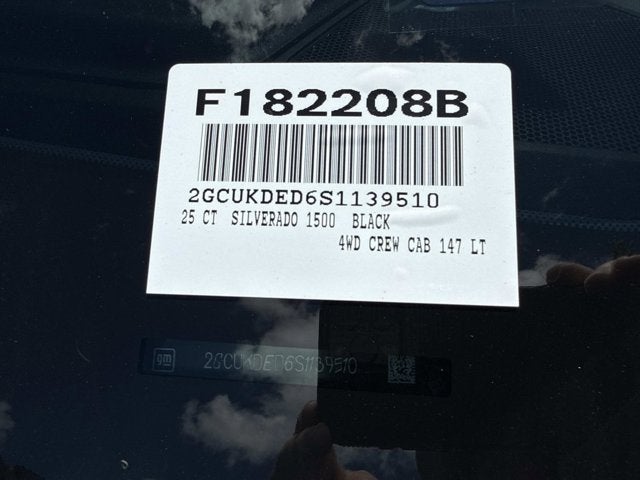 F182208B
2GCUKDED6S1139510
25 CT SILVERADO 1500 BLACK
4WD CREW CAB 147 LT
gm 2GCUKDED6S1139510